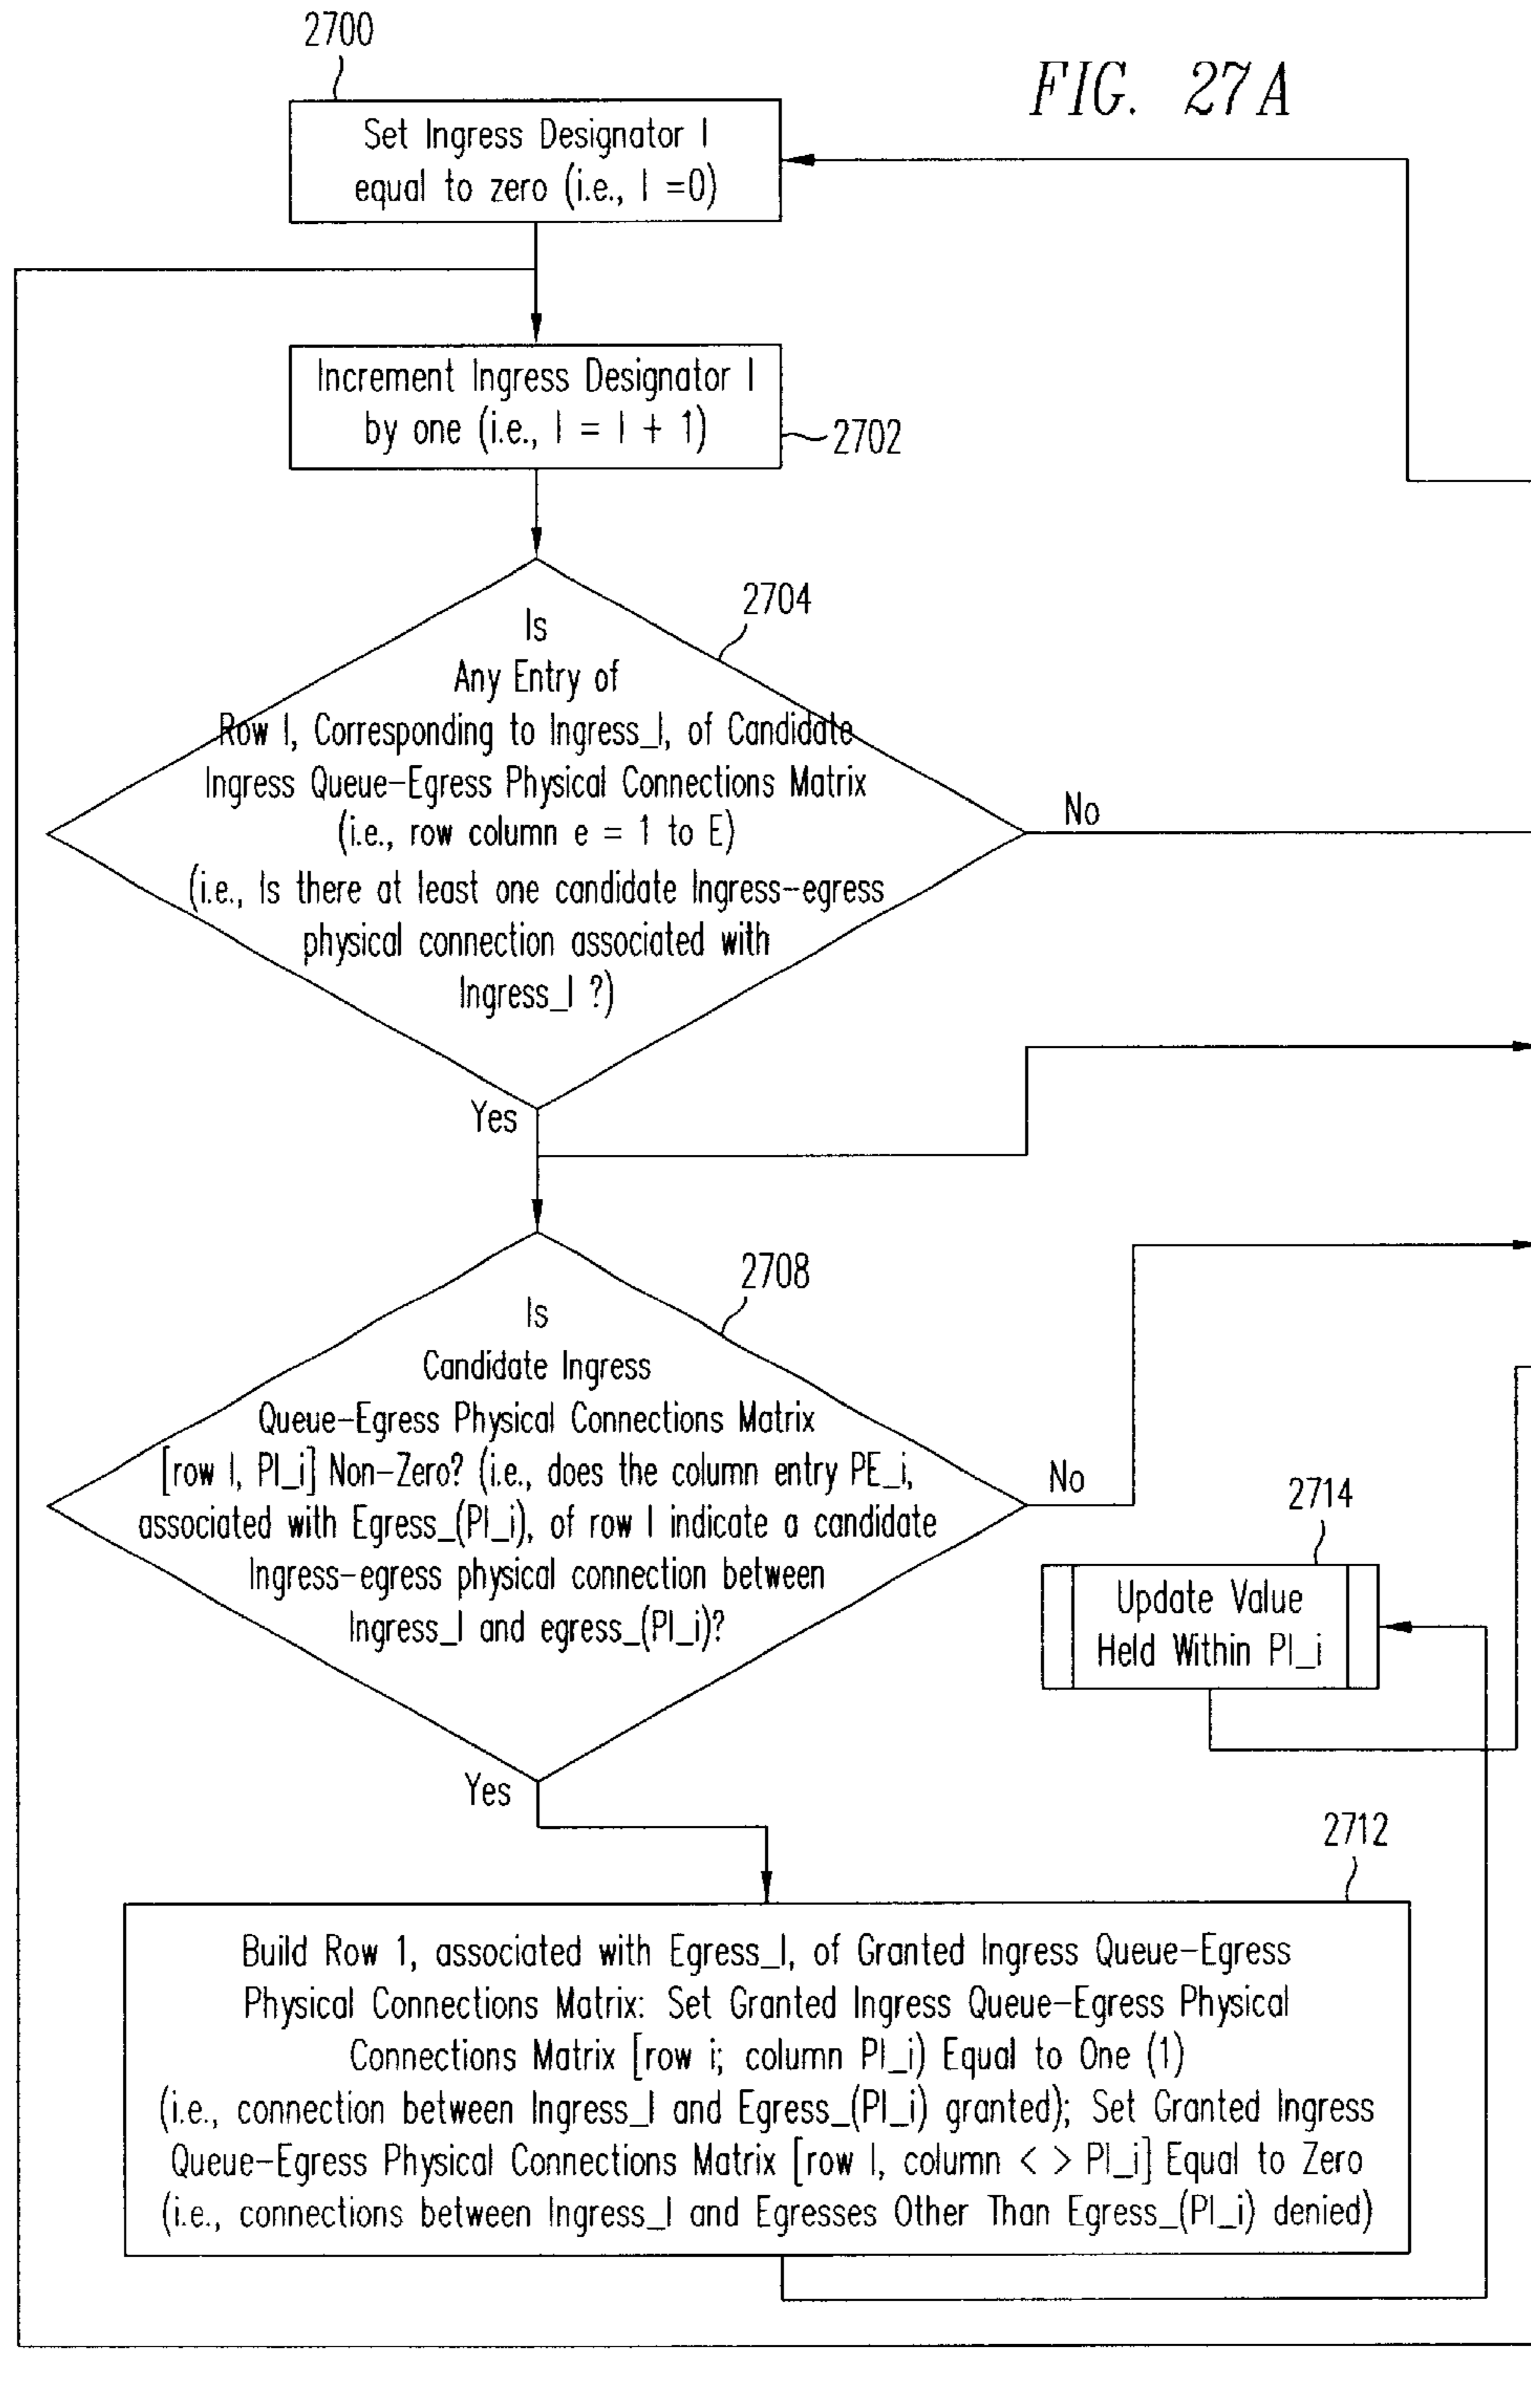 2700
FIG. 27A
Set Ingress Designator I
equal to zero (i.e., I =0)
Increment Ingress Designator I
by one (i.e., I = I + 1)
2702
2704
Is
Any Entry of
Row I, Corresponding to Ingress_I, of Candidate
Ingress Queue-Egress Physical Connections Matrix
(i.e., row column e = 1 to E)
(i.e., Is there at least one candidate Ingress-egress
physical connection associated with
Ingress_I ?)
No
Yes
2708
Is
Candidate Ingress
Queue-Egress Physical Connections Matrix
[row I, PI_i] Non-Zero? (i.e., does the column entry PE_i,
associated with Egress_(PI_i), of row I indicate a candidate
Ingress-egress physical connection between
Ingress_I and egress_(PI_i)?
No
Yes
2714
Update Value
Held Within PI_i
2712
Build Row 1, associated with Egress_I, of Granted Ingress Queue-Egress
Physical Connections Matrix: Set Granted Ingress Queue-Egress Physical
Connections Matrix [row i; column PI_i) Equal to One (1)
(i.e., connection between Ingress_I and Egress_(PI_i) granted); Set Granted Ingress
Queue-Egress Physical Connections Matrix [row I, column < > PI_i] Equal to Zero
(i.e., connections between Ingress_I and Egresses Other Than Egress_(PI_i) denied)